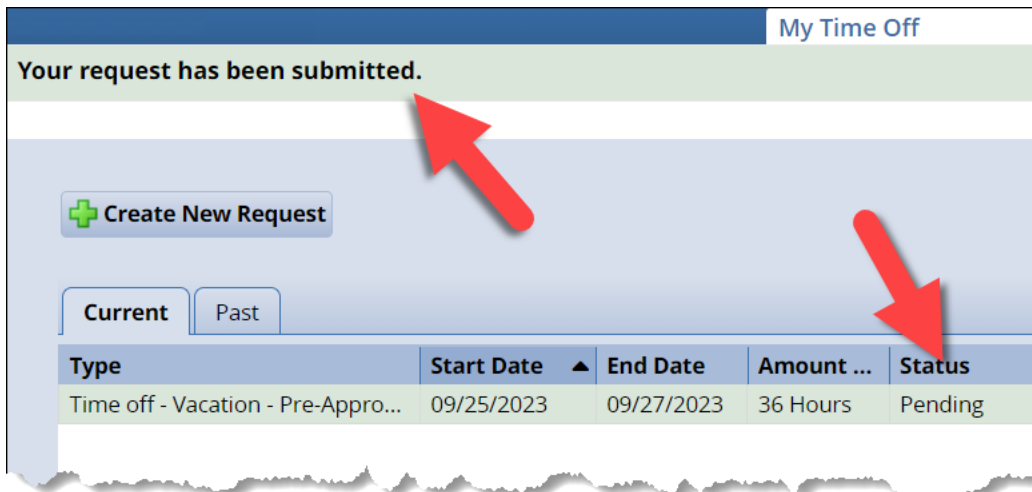 My Time Off
Your request has been submitted.
Create New Request
Current Past
Type Start Date End Date Amount ... Status
Time off - Vacation - Pre-Appro... 09/25/2023 09/27/2023 36 Hours Pending